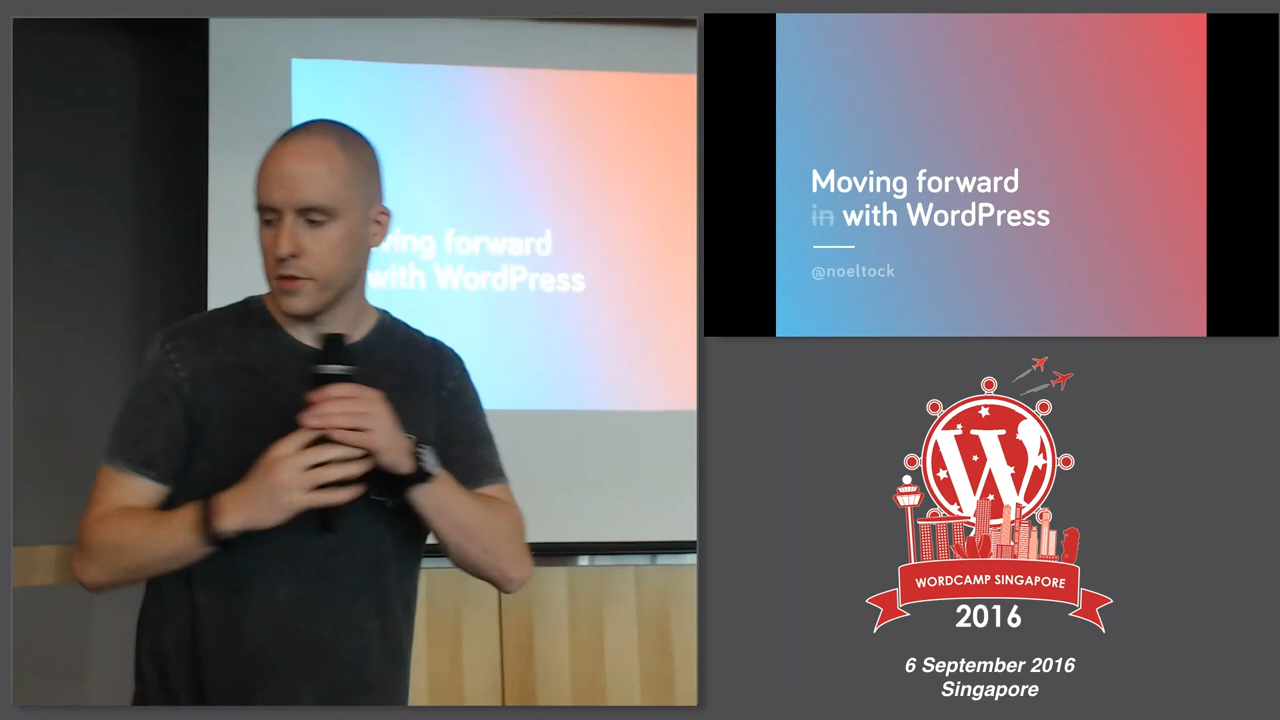 ving forward
with WordPress
Moving forward
in with WordPress
@noeltock
W
WORDCAMP SINGAPORE
2016
6 September 2016
Singapore